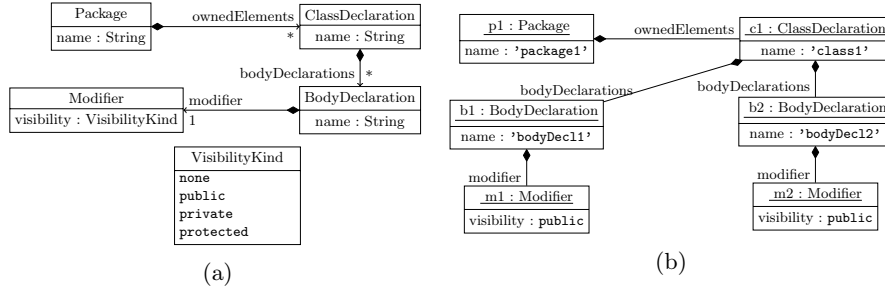 Package
name : String
ownedElements
*
ClassDeclaration
name : String
bodyDeclarations
*
Modifier
visibility : VisibilityKind
modifier
1
BodyDeclaration
name : String
VisibilityKind
none
public
private
protected
(a)
p1 : Package
name : 'package1'
ownedElements
c1 : ClassDeclaration
name : 'class1'
bodyDeclarations
bodyDeclarations
b1 : BodyDeclaration
name : 'bodyDecl1'
b2 : BodyDeclaration
name : 'bodyDecl2'
modifier
modifier
m1 : Modifier
visibility : public
m2 : Modifier
visibility : public
(b)